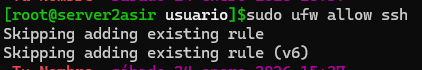 [root@server2asir usuario]$sudo ufw allow ssh
Skipping adding existing rule
Skipping adding existing rule (v6)